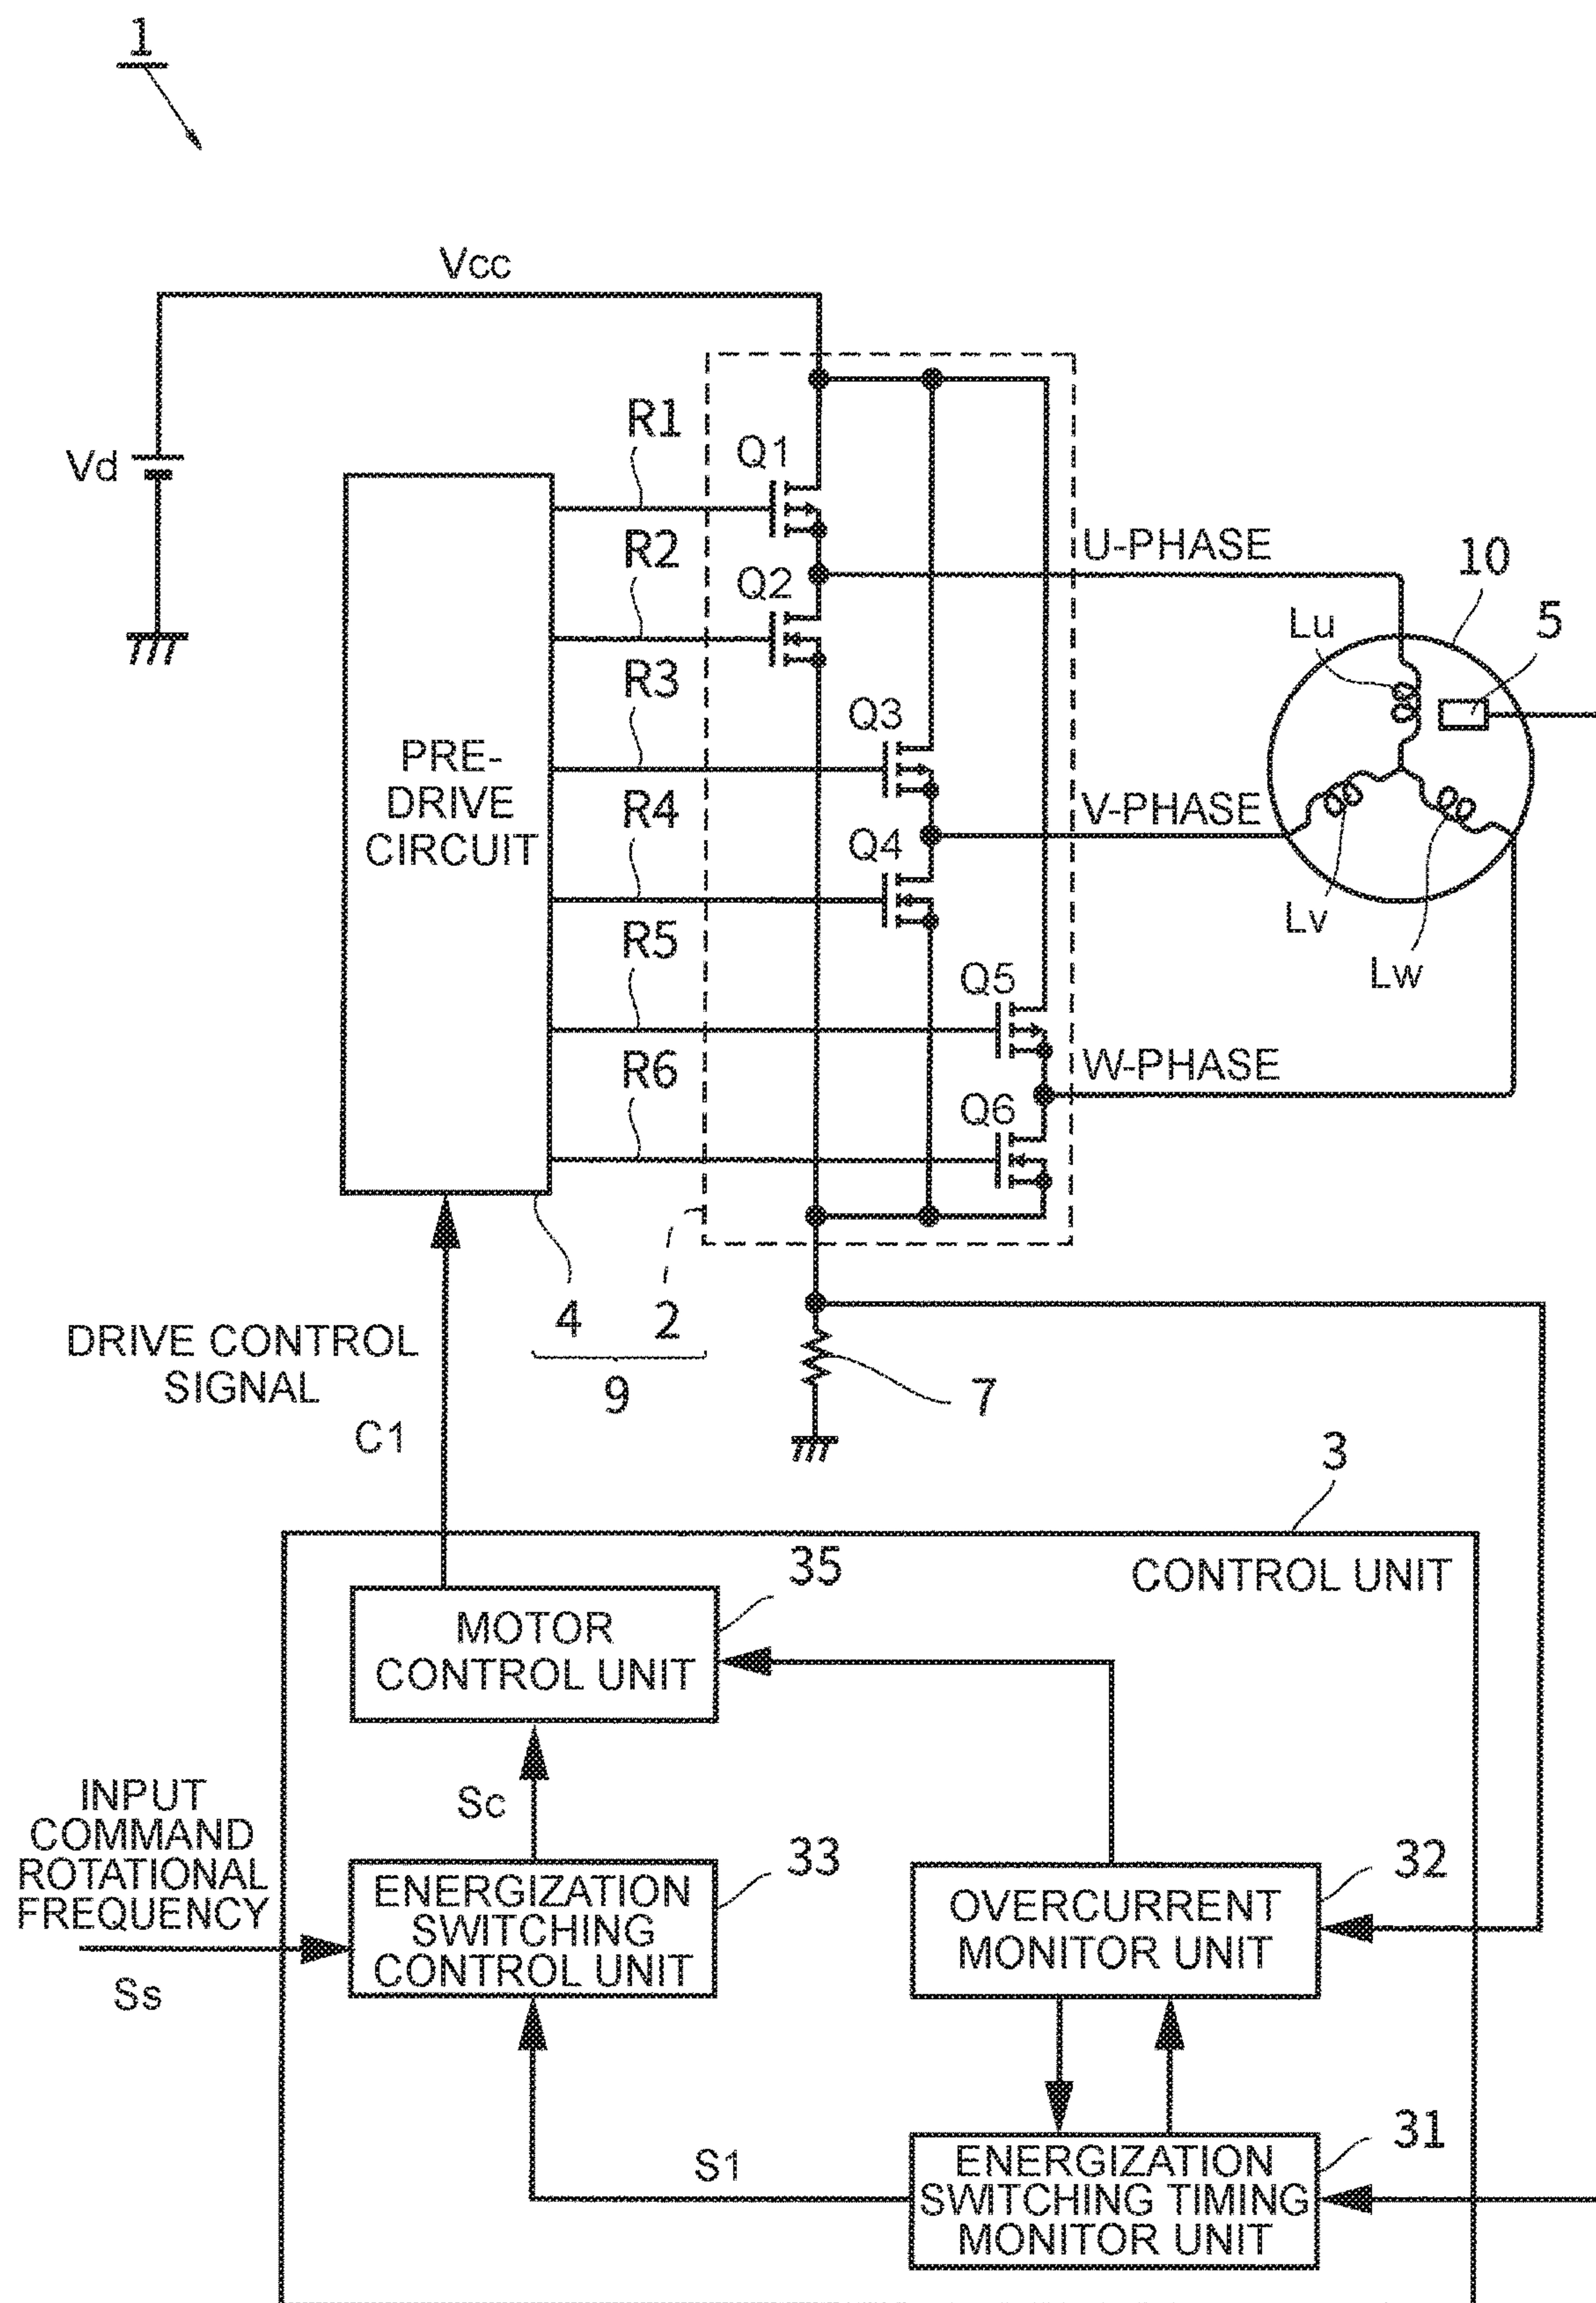 1
Vcc
Vd
R1
Q1
R2
Q2
U-PHASE
10
5
Lu
R3
Q3
PRE-
DRIVE
CIRCUIT
R4
Q4
V-PHASE
Lv
Lw
R5
Q5
R6
Q6
W-PHASE
4
2
9
7
DRIVE CONTROL
SIGNAL
C1
3
CONTROL UNIT
35
MOTOR
CONTROL UNIT
INPUT
COMMAND
ROTATIONAL
FREQUENCY
Ss
Sc
33
ENERGIZATION
SWITCHING
CONTROL UNIT
32
OVERCURRENT
MONITOR UNIT
S1
31
ENERGIZATION
SWITCHING TIMING
MONITOR UNIT